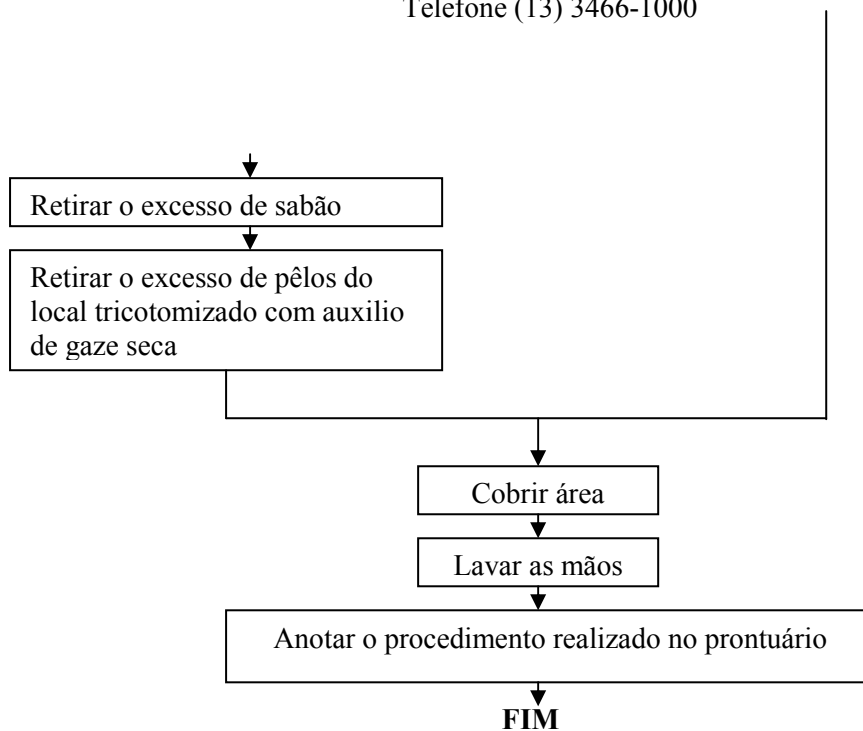 Telefone (13) 3466-1000
Retirar o excesso de sabão
Retirar o excesso de pêlos do
local tricotomizado com auxilio
de gaze seca
Cobrir área
Lavar as mãos
Anotar o procedimento realizado no prontuário
FIM